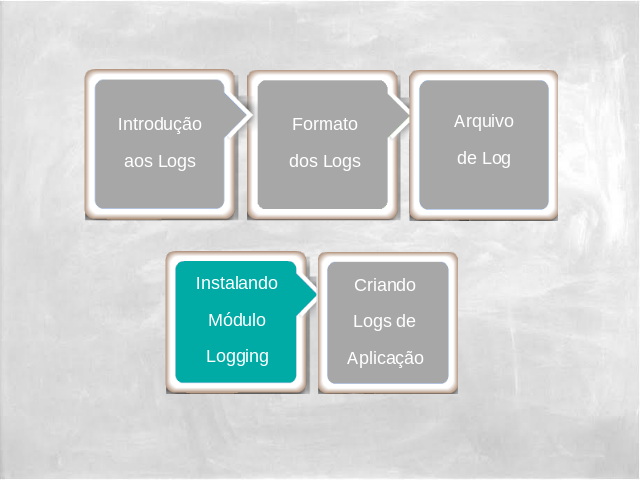 Introdução
aos Logs
Formato
dos Logs
Arquivo
de Log
Instalando
Módulo
Logging
Criando
Logs de
Aplicação